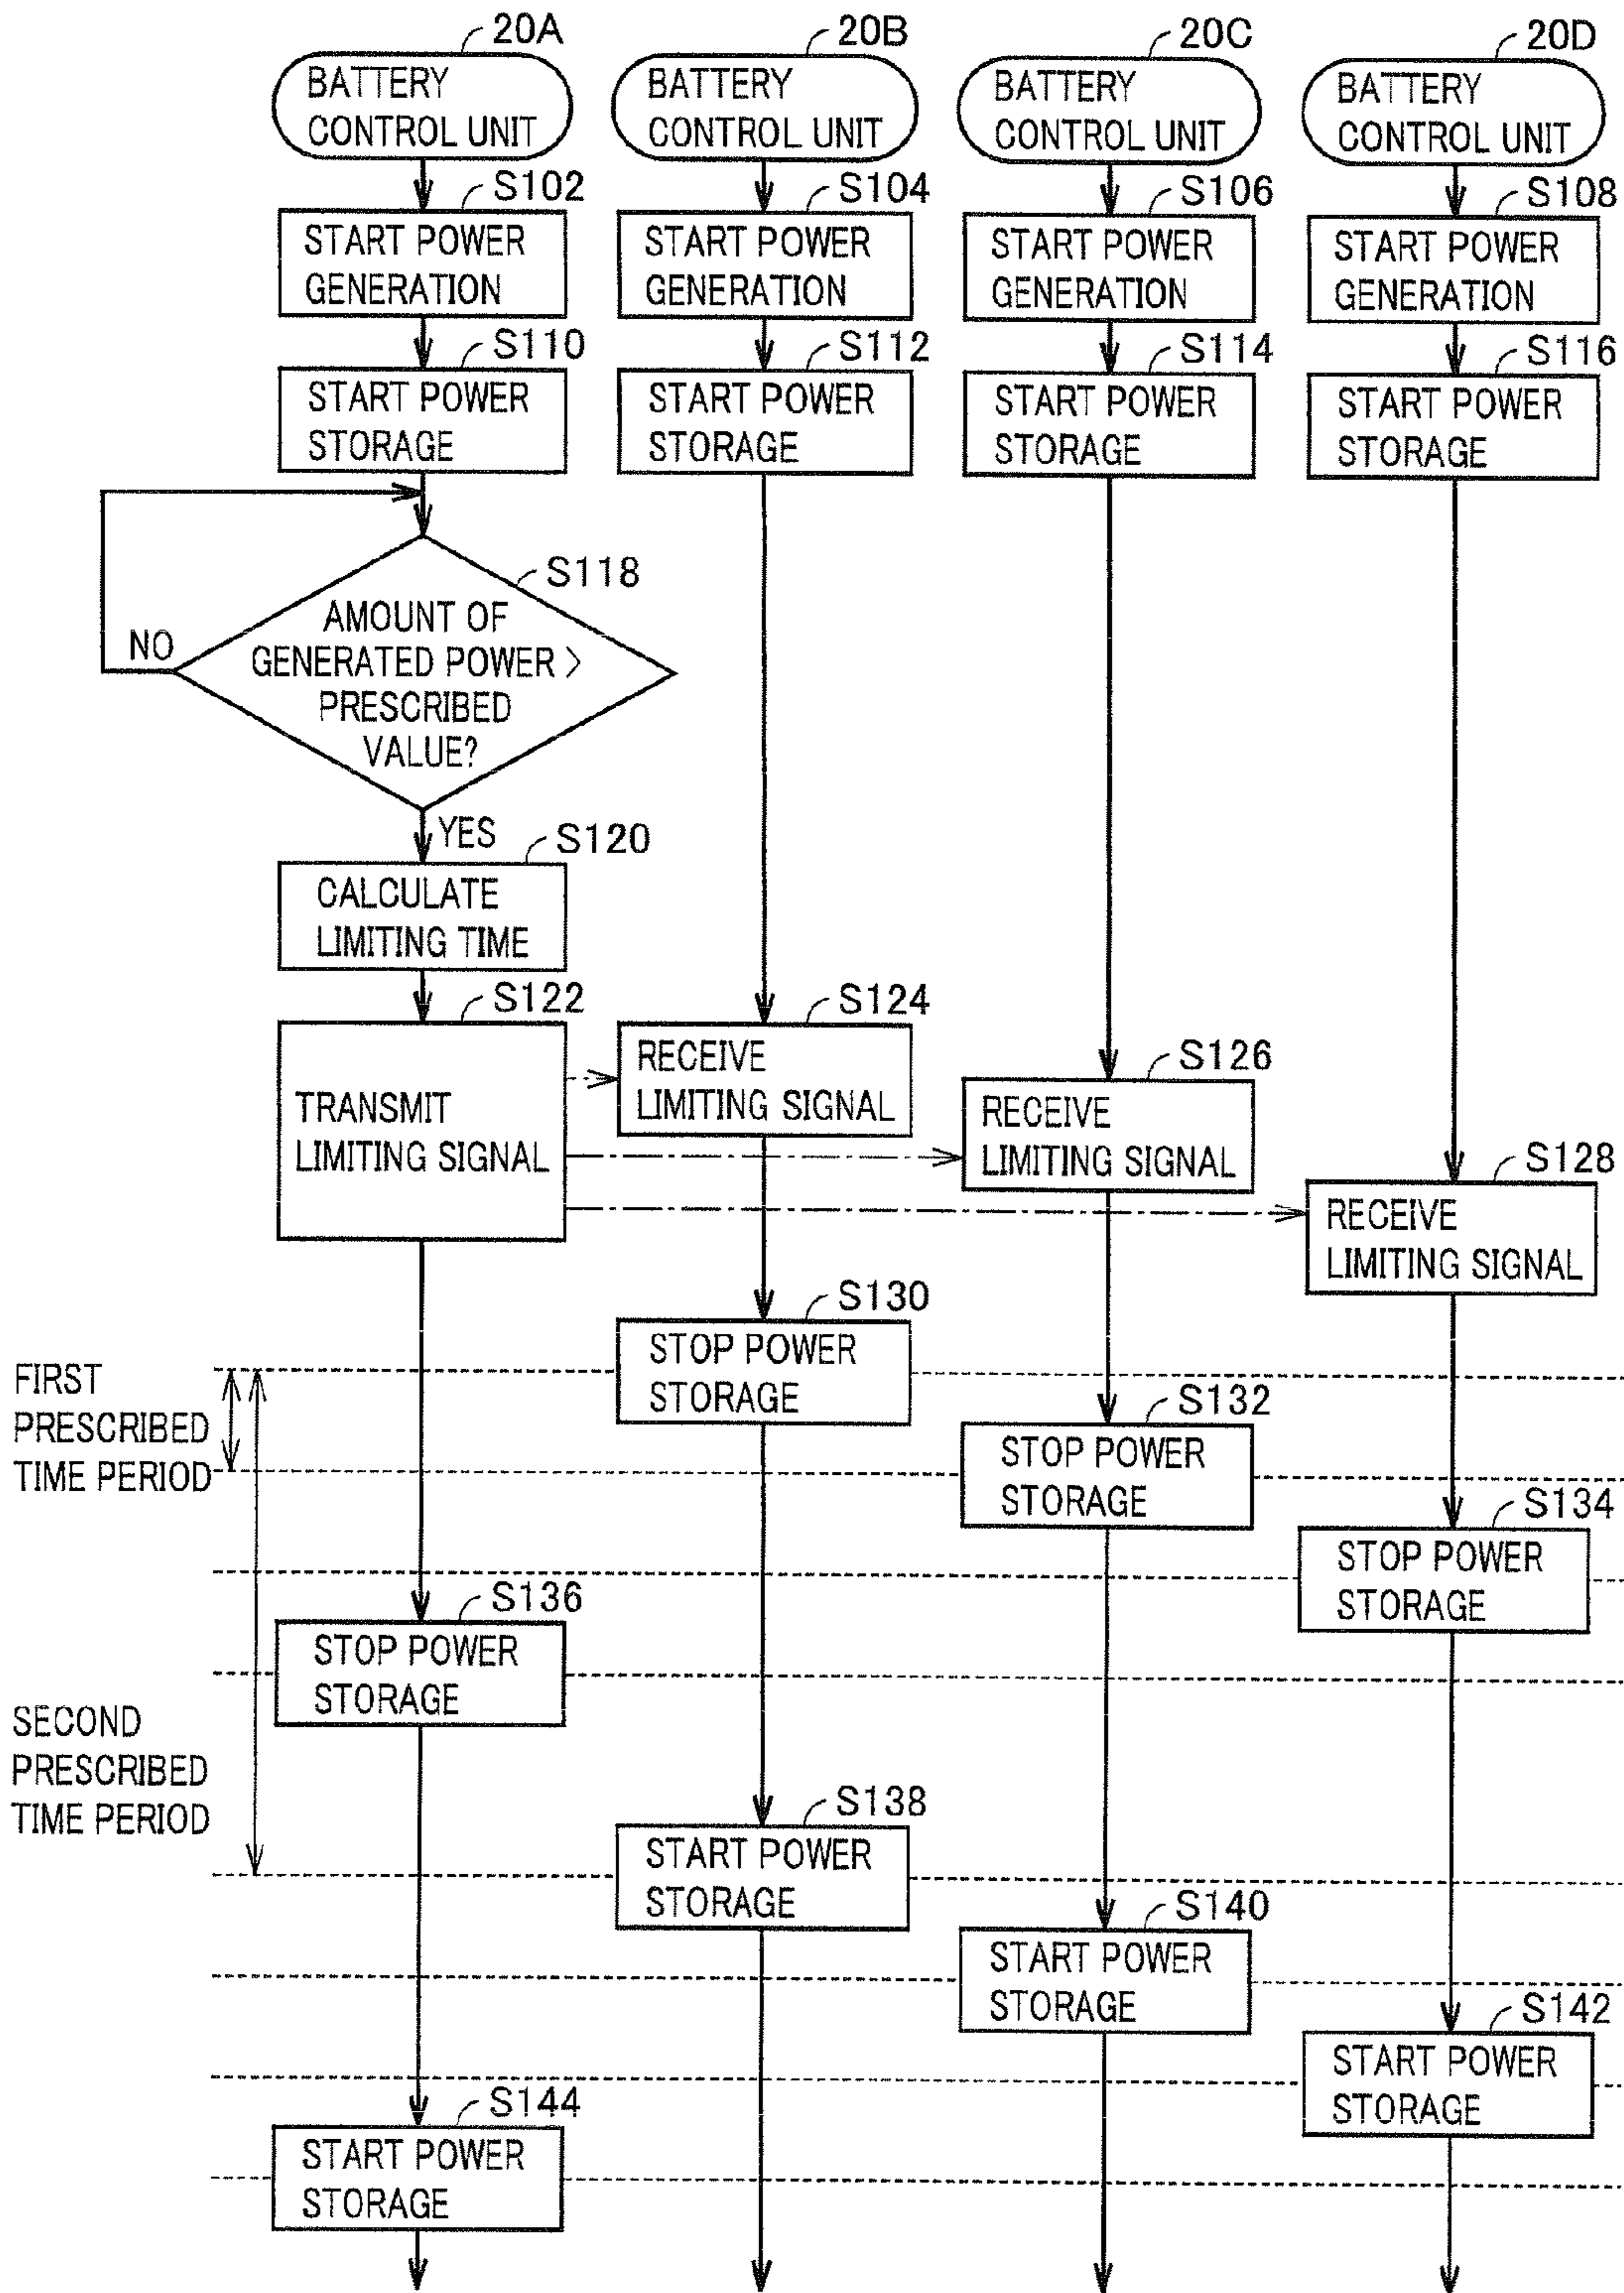 20A
20B
20C
20D
BATTERY
CONTROL UNIT
BATTERY
CONTROL UNIT
BATTERY
CONTROL UNIT
BATTERY
CONTROL UNIT
S102
S104
S106
S108
START POWER
GENERATION
START POWER
GENERATION
START POWER
GENERATION
START POWER
GENERATION
S110
S112
S114
S116
START POWER
STORAGE
START POWER
STORAGE
START POWER
STORAGE
START POWER
STORAGE
S118
AMOUNT OF
GENERATED POWER >
PRESCRIBED
VALUE?
NO
YES
S120
CALCULATE
LIMITING TIME
S122
TRANSMIT
LIMITING SIGNAL
S124
RECEIVE
LIMITING SIGNAL
S126
RECEIVE
LIMITING SIGNAL
S128
RECEIVE
LIMITING SIGNAL
S130
STOP POWER
STORAGE
FIRST
PRESCRIBED
TIME PERIOD
S132
STOP POWER
STORAGE
S134
STOP POWER
STORAGE
S136
STOP POWER
STORAGE
SECOND
PRESCRIBED
TIME PERIOD
S138
START POWER
STORAGE
S140
START POWER
STORAGE
S142
START POWER
STORAGE
S144
START POWER
STORAGE